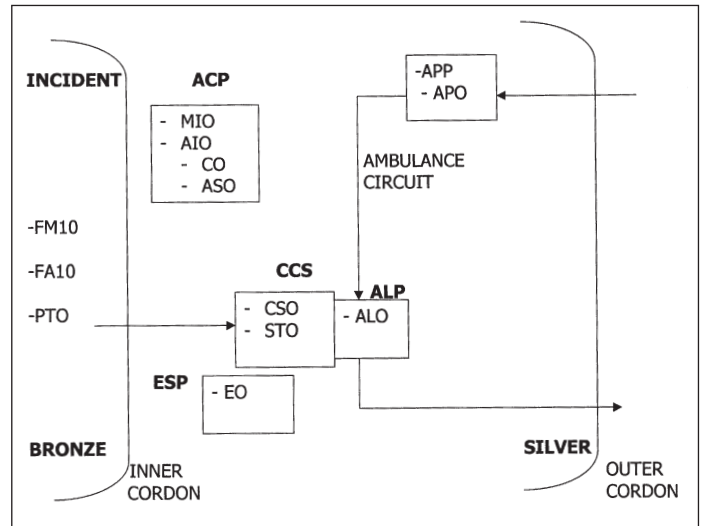 INCIDENT
ACP
- MIO
- AIO
- CO
- ASO
-APP
- APO
AMBULANCE
CIRCUIT
-FM10
-FA10
-PTO
CCS
- CSO
- STO
ALP
- ALO
ESP
- EO
BRONZE
INNER
CORDON
SILVER
OUTER
CORDON